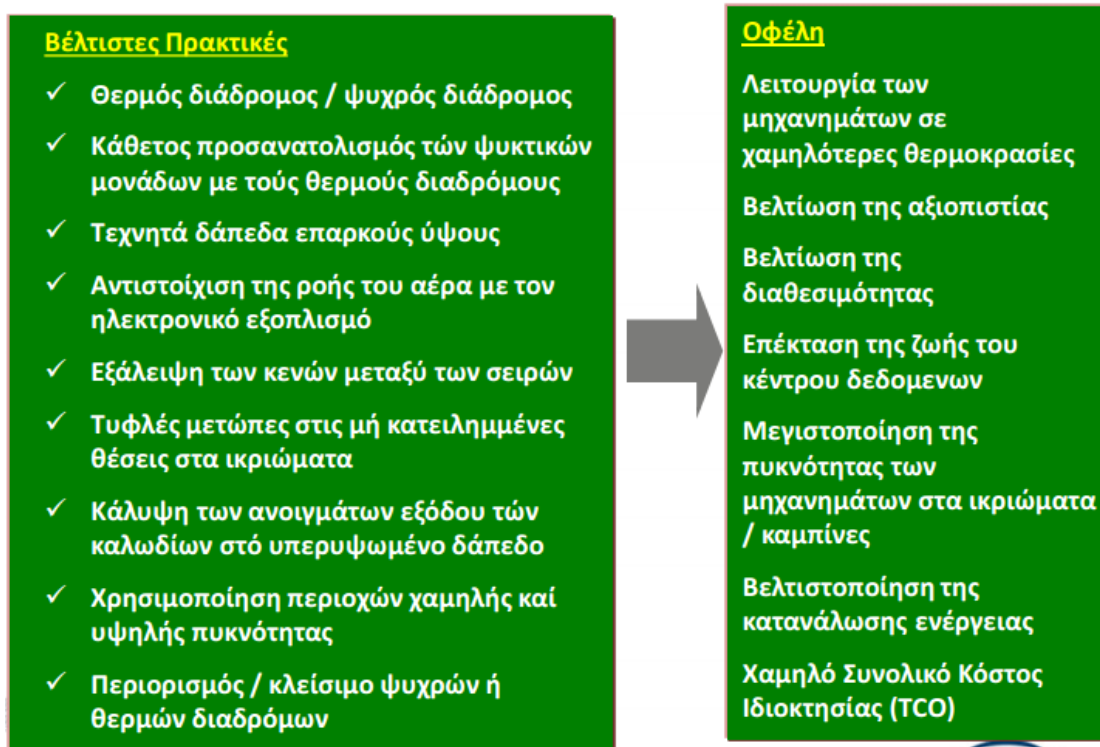 Βέλτιστες Πρακτικές
✓ Θερμός διάδρομος / ψυχρός διάδρομος
✓ Κάθετος προσανατολισμός τών ψυκτικών
μονάδων με τούς θερμούς διαδρόμους
✓ Τεχνητά δάπεδα επαρκούς ύψους
✓ Αντιστοίχιση της ροής του αέρα με τον
ηλεκτρονικό εξοπλισμό
✓ Εξάλειψη των κενών μεταξύ των σειρών
✓ Τυφλές μετώπες στις μή κατειλημμένες
θέσεις στα ικριώματα
✓ Κάλυψη των ανοιγμάτων εξόδου τών
καλωδίων στό υπερυψωμένο δάπεδο
✓ Χρησιμοποίηση περιοχών χαμηλής καί
υψηλής πυκνότητας
✓ Περιορισμός / κλείσιμο ψυχρών ή
θερμών διαδρόμων
Οφέλη
Λειτουργία των
μηχανημάτων σε
χαμηλότερες θερμοκρασίες
Βελτίωση της αξιοπιστίας
Βελτίωση της
διαθεσιμότητας
Επέκταση της ζωής του
κέντρου δεδομενων
Μεγιστοποίηση της
πυκνότητας των
μηχανημάτων στα ικριώματα
/ καμπίνες
Βελτιστοποίηση της
κατανάλωσης ενέργειας
Χαμηλό Συνολικό Κόστος
Ιδιοκτησίας (TCO)